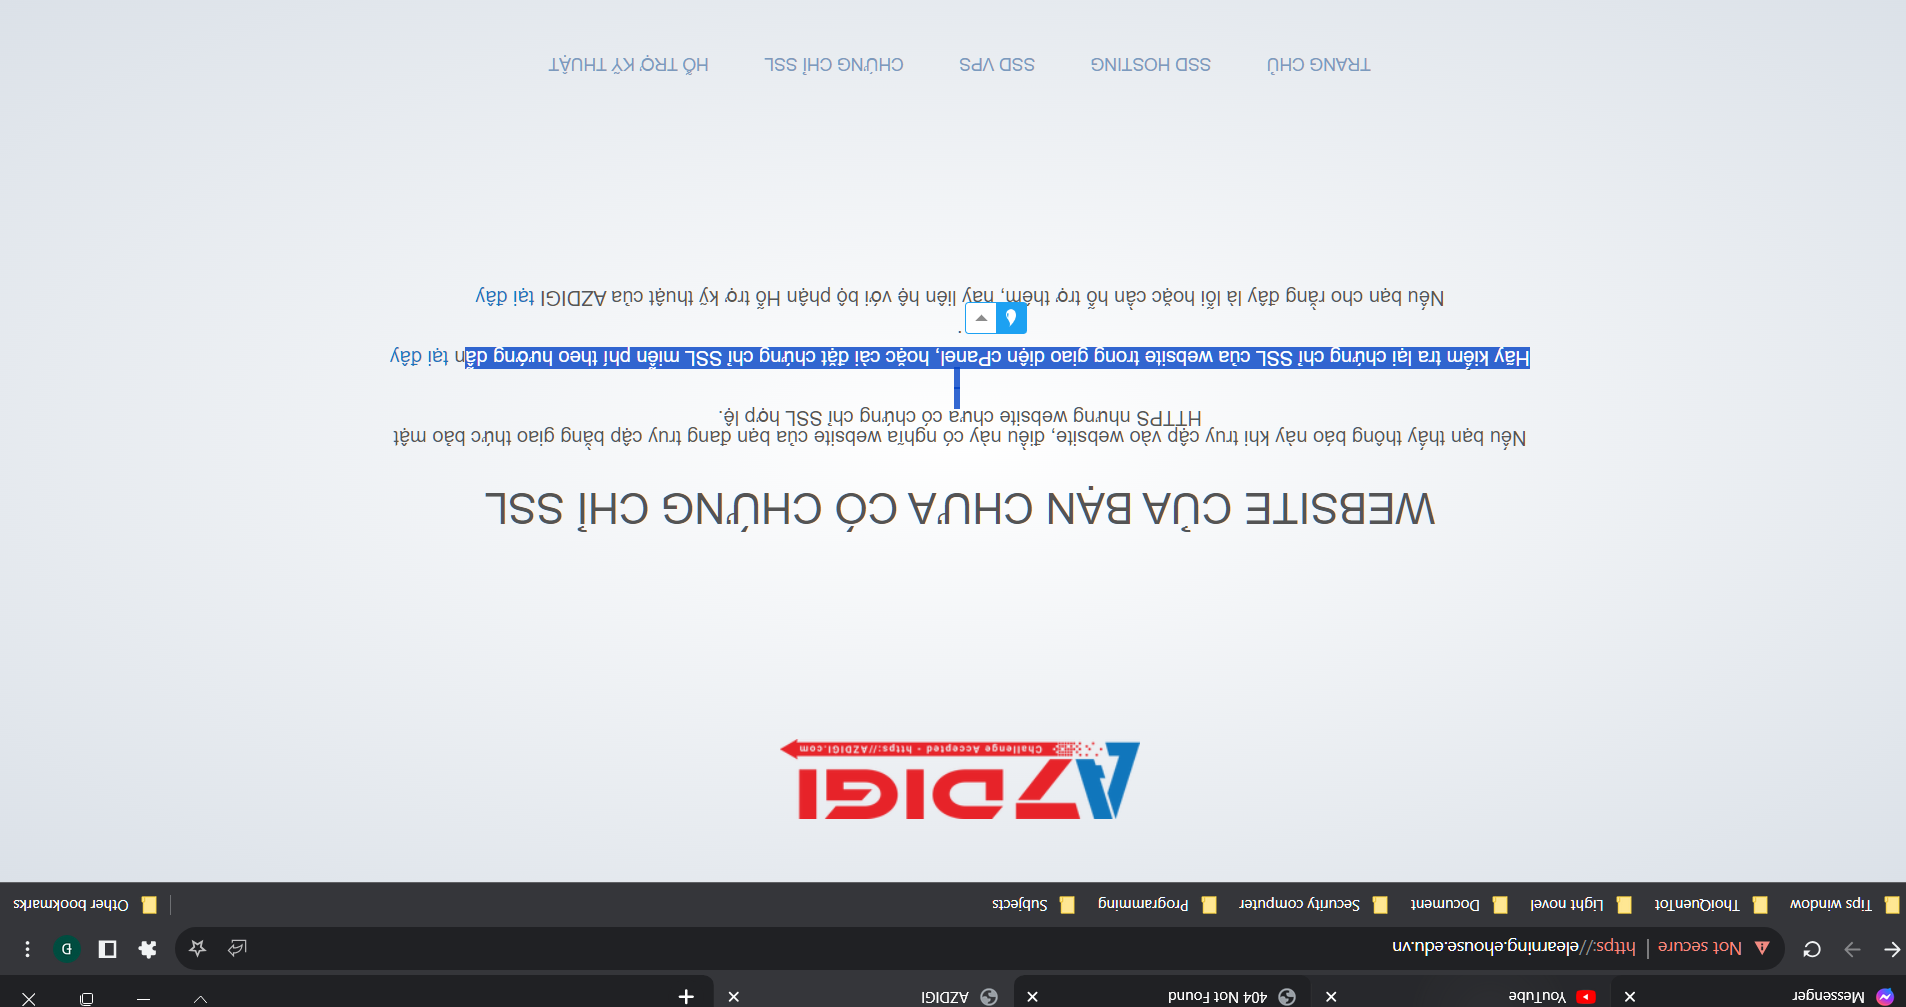 Messenger
YouTube
404 Not Found
AZDIGI
Not secure | https://elearning.ehouse.edu.vn
Tips window
ThoiQuenTot
Light novel
Document
Security computer
Programming
Subjects
Other bookmarks
AZDIGI
Challenge Accepted - https://AZDIGI.com
WEBSITE CỦA BẠN CHƯA CÓ CHỨNG CHỈ SSL
Nếu bạn thấy thông báo này khi truy cập vào website, điều này có nghĩa website của bạn đang truy cập bằng giao thức bảo mật
HTTPS nhưng website chưa có chứng chỉ SSL hợp lệ.
Hãy kiểm tra lại chứng chỉ SSL của website trong giao diện cPanel, hoặc cài đặt chứng chỉ SSL miễn phí theo hướng dẫn tại đây
.
Nếu bạn cho rằng đây là lỗi hoặc cần hỗ trợ thêm, hãy liên hệ với bộ phận Hỗ trợ kỹ thuật của AZDIGI tại đây
TRANG CHỦ
SSD HOSTING
SSD VPS
CHỨNG CHỈ SSL
HỖ TRỢ KỸ THUẬT